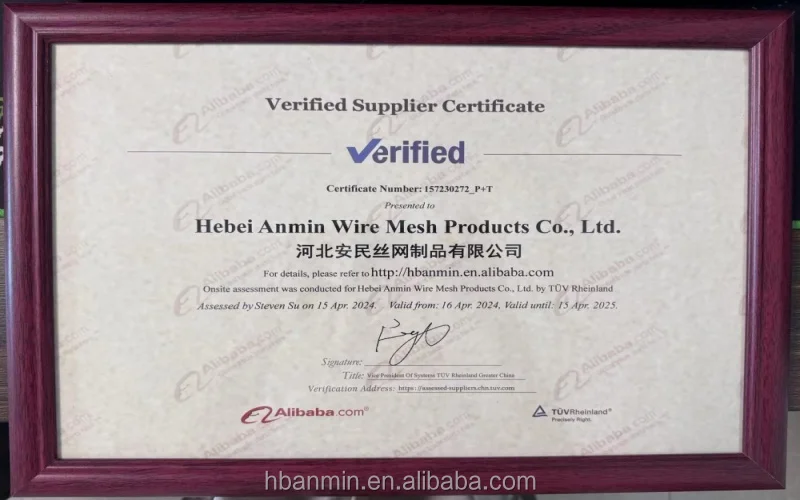 Verified Supplier Certificate
Verified
Certificate Number: 157230272_P+T
Presented to
Hebei Anmin Wire Mesh Products Co., Ltd.
河北安民丝网制品有限公司
For details, please refer to http://hbanmin.en.alibaba.com
Onsite assessment was conducted for Hebei Anmin Wire Mesh Products Co., Ltd. by TÜV Rheinland
Assessed by Steven Su on 15 Apr. 2024. Valid from: 16 Apr. 2024, Valid until: 15 Apr. 2025.
Signature:
Title: Vice President Of Systems TÜV Rheinland Greater China
Verification Address: https://assessed-suppliers.chn.tuv.com
Alibaba.com®
TÜVRheinland®
Precisely Right.
hbanmin.en.alibaba.com